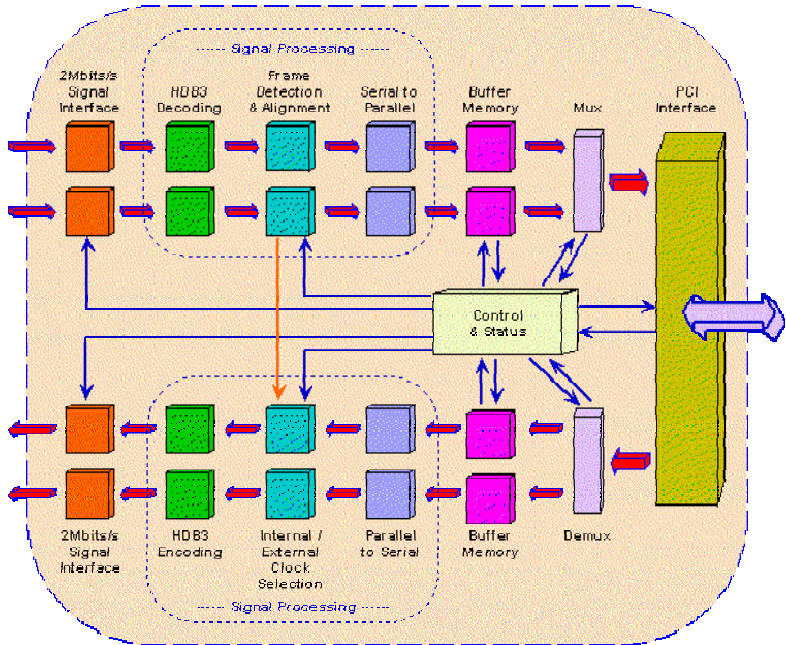 Signal Processing
2Mbits/s
Signal
Interface
HDB3
Decoding
Frame
Detection
& Alignment
Serial to
Parallel
Buffer
Memory
Mux
PCI
Interface
Control
& Status
2Mbits/s
Signal
Interface
HDB3
Encoding
Internal /
External
Clock
Selection
Parallel
to Serial
Buffer
Memory
Demux
Signal Processing